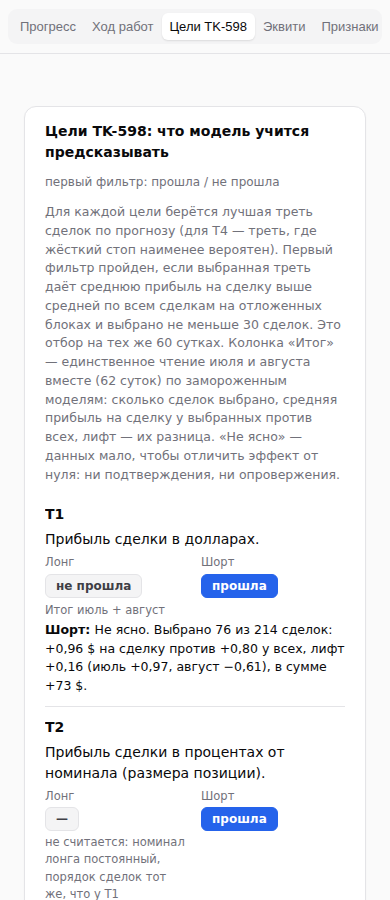 Прогресс Ход работ Цели TK-598 Эквити Признаки
Цели TK-598: что модель учится
предсказывать
первый фильтр: прошла / не прошла
Для каждой цели берётся лучшая треть
сделок по прогнозу (для T4 — треть, где
жёсткий стоп наименее вероятен). Первый
фильтр пройден, если выбранная треть
даёт среднюю прибыль на сделку выше
средней по всем сделкам на отложенных
блоках и выбрано не меньше 30 сделок. Это
отбор на тех же 60 сутках. Колонка «Итог»
— единственное чтение июля и августа
вместе (62 суток) по замороженным
моделям: сколько сделок выбрано, средняя
прибыль на сделку у выбранных против
всех, лифт — их разница. «Не ясно» —
данных мало, чтобы отличить эффект от
нуля: ни подтверждения, ни опровержения.
T1
Прибыль сделки в долларах.
Лонг Шорт
не прошла прошла
Итог июль + август
Шорт: Не ясно. Выбрано 76 из 214 сделок:
+0,96 $ на сделку против +0,80 у всех, лифт
+0,16 (июль +0,97, август −0,61), в сумме
+73 $.
T2
Прибыль сделки в процентах от
номинала (размера позиции).
Лонг Шорт
— прошла
не считается: номинал
лонга постоянный,
порядок сделок тот
же, что у T1